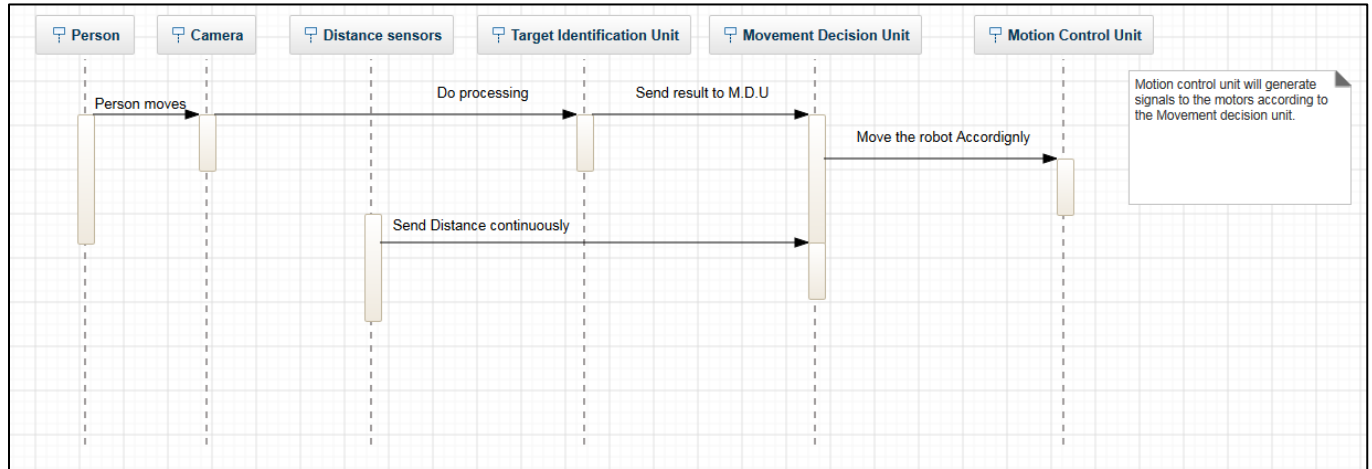 Person
Camera
Distance sensors
Target Identification Unit
Movement Decision Unit
Motion Control Unit
Person moves
Do processing
Send result to M.D.U
Move the robot Accordignly
Send Distance continuously
Motion control unit will generate
signals to the motors according to
the Movement decision unit.